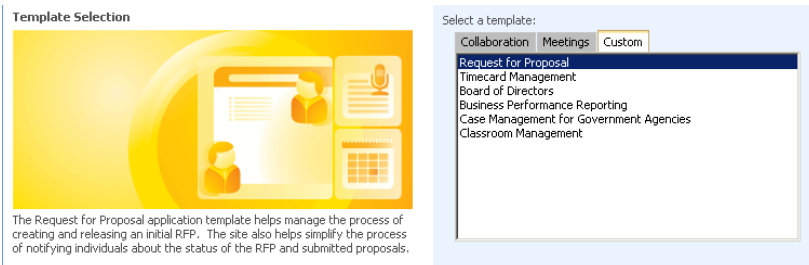 Template Selection
The Request for Proposal application template helps manage the process of
creating and releasing an initial RFP.  The site also helps simplify the process
of notifying individuals about the status of the RFP and submitted proposals.
Select a template:
Collaboration Meetings Custom
Request for Proposal
Timecard Management
Board of Directors
Business Performance Reporting
Case Management for Government Agencies
Classroom Management